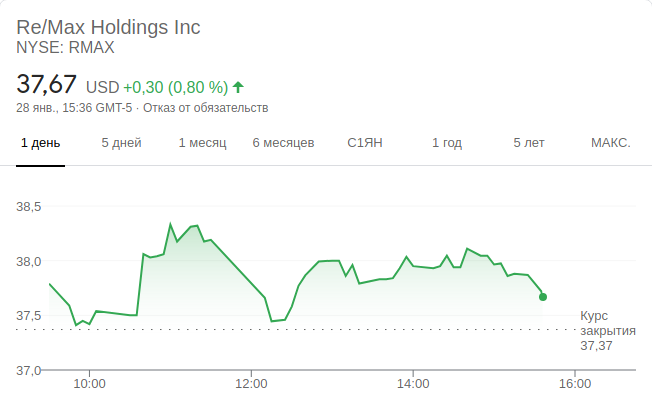 Re/Max Holdings Inc
NYSE: RMAX
37,67 USD +0,30 (0,80 %)
28 янв., 15:36 GMT-5 · Отказ от обязательств
1 день 5 дней 1 месяц 6 месяцев С1ЯН 1 год 5 лет МАКС.
38,5
38,0
37,5
Курс
закрытия
37,37
37,0
10:00 12:00 14:00 16:00